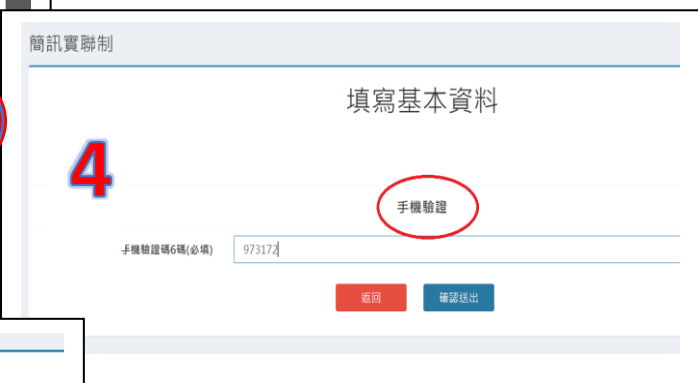 簡訊實聯制
填寫基本資料
4
手機驗證
手機驗證碼6碼(必填)
973172
返回
確認送出